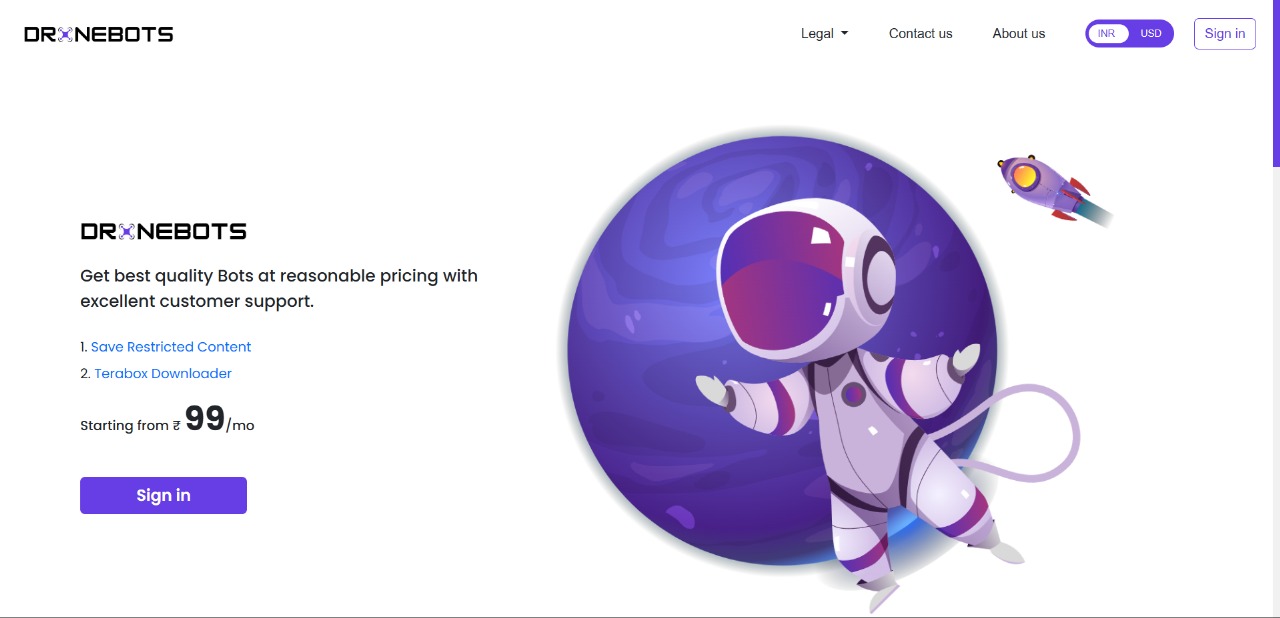 DRONEBOTS
Legal
Contact us
About us
INR
USD
Sign in
DRONEBOTS
Get best quality Bots at reasonable pricing with
excellent customer support.
1. Save Restricted Content
2. Terabox Downloader
Starting from ₹ 99/mo
Sign in